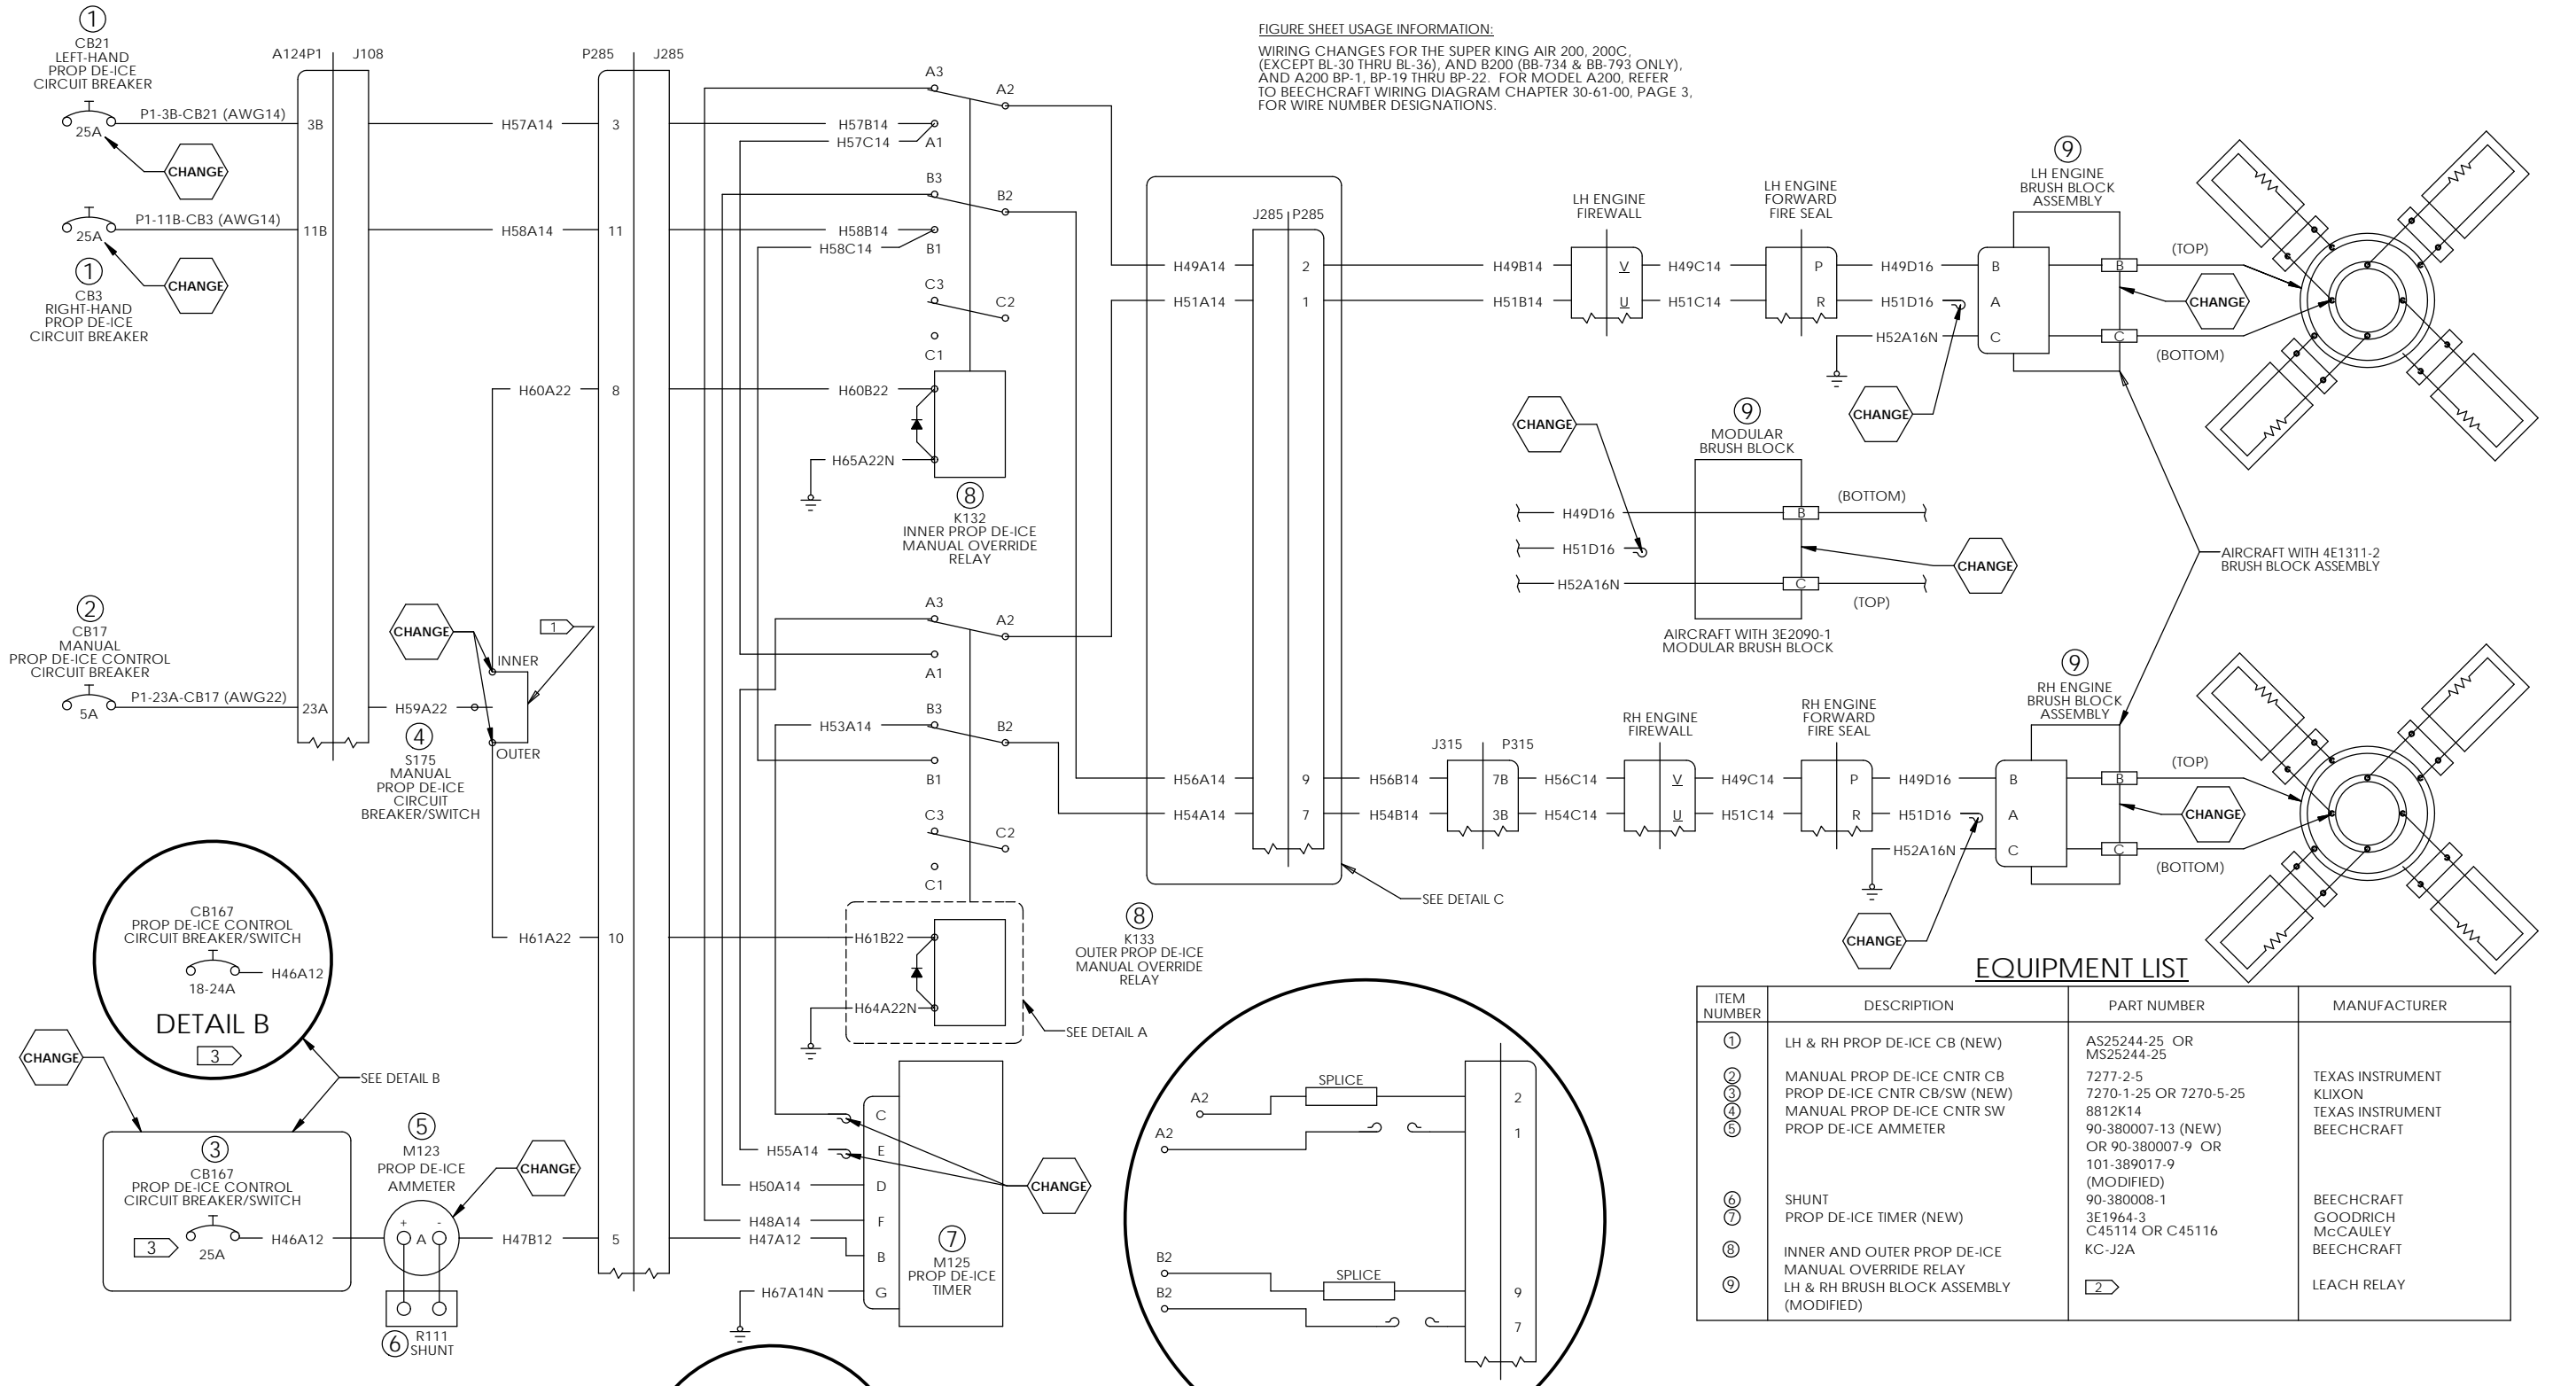 FIGURE SHEET USAGE INFORMATION:
WIRING CHANGES FOR THE SUPER KING AIR 200, 200C,
(EXCEPT BL-30 THRU BL-36), AND B200 (BB-734 & BB-793 ONLY),
AND A200 BP-1, BP-19 THRU BP-22. FOR MODEL A200, REFER
TO BEECHCRAFT WIRING DIAGRAM CHAPTER 30-61-00, PAGE 3,
FOR WIRE NUMBER DESIGNATIONS.
1
CB21
LEFT-HAND
PROP DE-ICE
CIRCUIT BREAKER
25A
P1-3B-CB21 (AWG14)
CHANGE
P1-11B-CB3 (AWG14)
25A
1
CB3
RIGHT-HAND
PROP DE-ICE
CIRCUIT BREAKER
CHANGE
2
CB17
MANUAL
PROP DE-ICE CONTROL
CIRCUIT BREAKER
5A
P1-23A-CB17 (AWG22)
A124P1 J108
3B
11B
23A
H57A14
H58A14
H60A22
H59A22
H61A22
CHANGE
1
INNER
OUTER
4
S175
MANUAL
PROP DE-ICE
CIRCUIT
BREAKER/SWITCH
P285 J285
3
11
8
10
5
H57B14
H57C14
H58B14
H58C14
H60B22
H65A22N
A3
A2
A1
B3
B2
B1
C3
C2
C1
8
K132
INNER PROP DE-ICE
MANUAL OVERRIDE
RELAY
A3
A2
A1
H53A14
B3
B2
B1
C3
C2
C1
H61B22
H64A22N
SEE DETAIL A
8
K133
OUTER PROP DE-ICE
MANUAL OVERRIDE
RELAY
H55A14
H50A14
H48A14
H47A12
H67A14N
C
E
D
F
B
G
CHANGE
7
M125
PROP DE-ICE
TIMER
CB167
PROP DE-ICE CONTROL
CIRCUIT BREAKER/SWITCH
H46A12
18-24A
DETAIL B
3
CHANGE
SEE DETAIL B
3
CB167
PROP DE-ICE CONTROL
CIRCUIT BREAKER/SWITCH
3
25A
H46A12
5
M123
PROP DE-ICE
AMMETER
+ -
A
H47B12
CHANGE
6
R111
SHUNT
H49A14
H51A14
H56A14
H54A14
J285 P285
2
1
9
7
SEE DETAIL C
H49B14
H51B14
LH ENGINE
FIREWALL
V
U
H49C14
H51C14
LH ENGINE
FORWARD
FIRE SEAL
P
R
H49D16
H51D16
H52A16N
CHANGE
9
LH ENGINE
BRUSH BLOCK
ASSEMBLY
B
A
C
B
C
(TOP)
CHANGE
(BOTTOM)
CHANGE
9
MODULAR
BRUSH BLOCK
H49D16
H51D16
H52A16N
B
C
(BOTTOM)
(TOP)
CHANGE
AIRCRAFT WITH 3E2090-1
MODULAR BRUSH BLOCK
AIRCRAFT WITH 4E1311-2
BRUSH BLOCK ASSEMBLY
H56B14
H54B14
J315 P315
7B
3B
H56C14
H54C14
RH ENGINE
FIREWALL
V
U
H49C14
H51C14
RH ENGINE
FORWARD
FIRE SEAL
P
R
H49D16
H51D16
H52A16N
CHANGE
9
RH ENGINE
BRUSH BLOCK
ASSEMBLY
B
A
C
B
C
(TOP)
CHANGE
(BOTTOM)
A2
SPLICE
2
A2
1
B2
SPLICE
9
B2
7
EQUIPMENT LIST
ITEM NUMBER DESCRIPTION PART NUMBER MANUFACTURER
1 LH & RH PROP DE-ICE CB (NEW) AS25244-25 OR
MS25244-25
2 MANUAL PROP DE-ICE CNTR CB 7277-2-5 TEXAS INSTRUMENT
3 PROP DE-ICE CNTR CB/SW (NEW) 7270-1-25 OR 7270-5-25 KLIXON
4 MANUAL PROP DE-ICE CNTR SW 8812K14 TEXAS INSTRUMENT
5 PROP DE-ICE AMMETER 90-380007-13 (NEW) BEECHCRAFT
OR 90-380007-9 OR
101-389017-9
(MODIFIED)
6 SHUNT 90-380008-1 BEECHCRAFT
7 PROP DE-ICE TIMER (NEW) 3E1964-3 GOODRICH
C45114 OR C45116 McCAULEY
8 INNER AND OUTER PROP DE-ICE KC-J2A BEECHCRAFT
MANUAL OVERRIDE RELAY
9 LH & RH BRUSH BLOCK ASSEMBLY 2 LEACH RELAY
(MODIFIED)